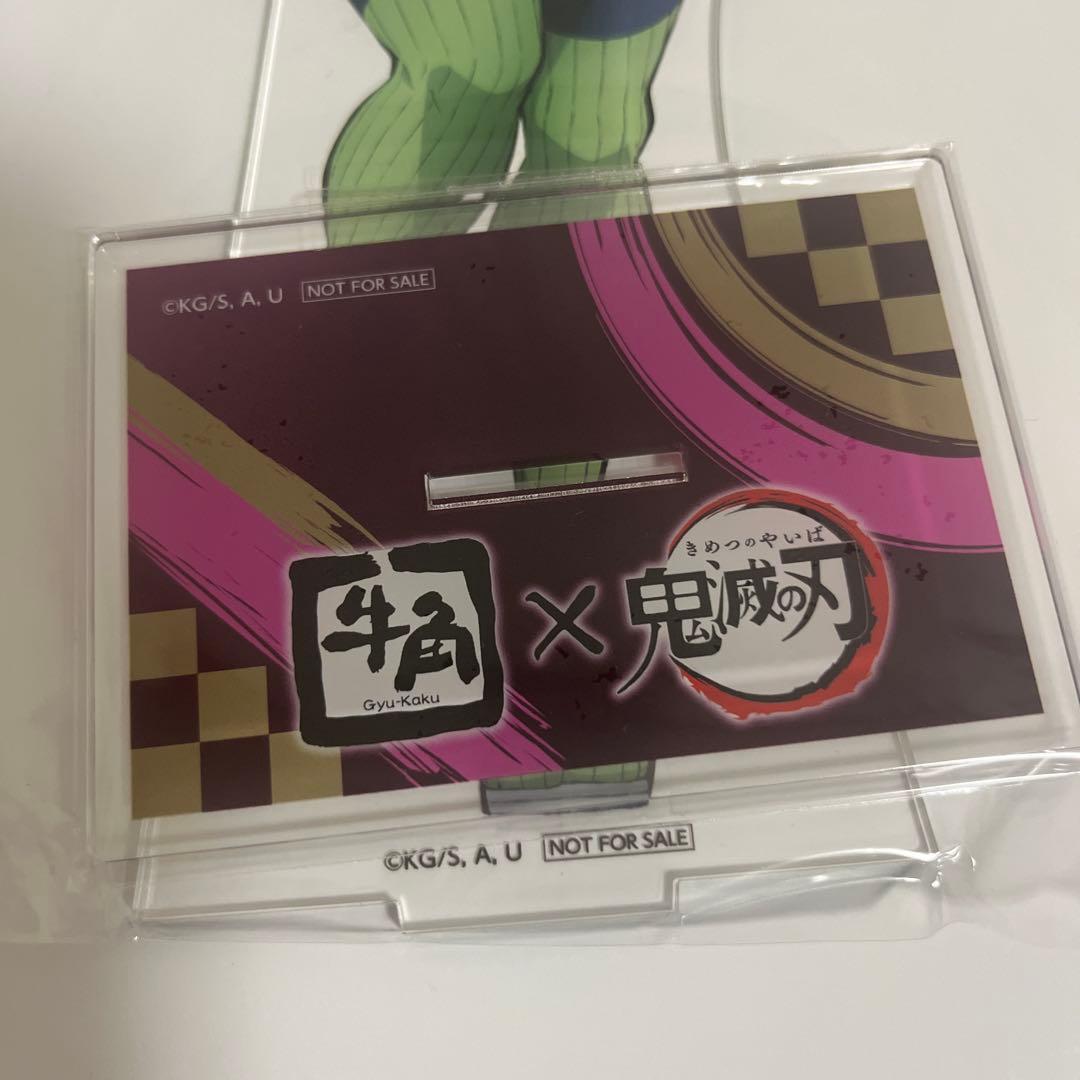 ©KG/S, A, U NOT FOR SALE
牛角
Gyu-Kaku
×
きめつのやいば
鬼滅の刃
©KG/S, A, U NOT FOR SALE